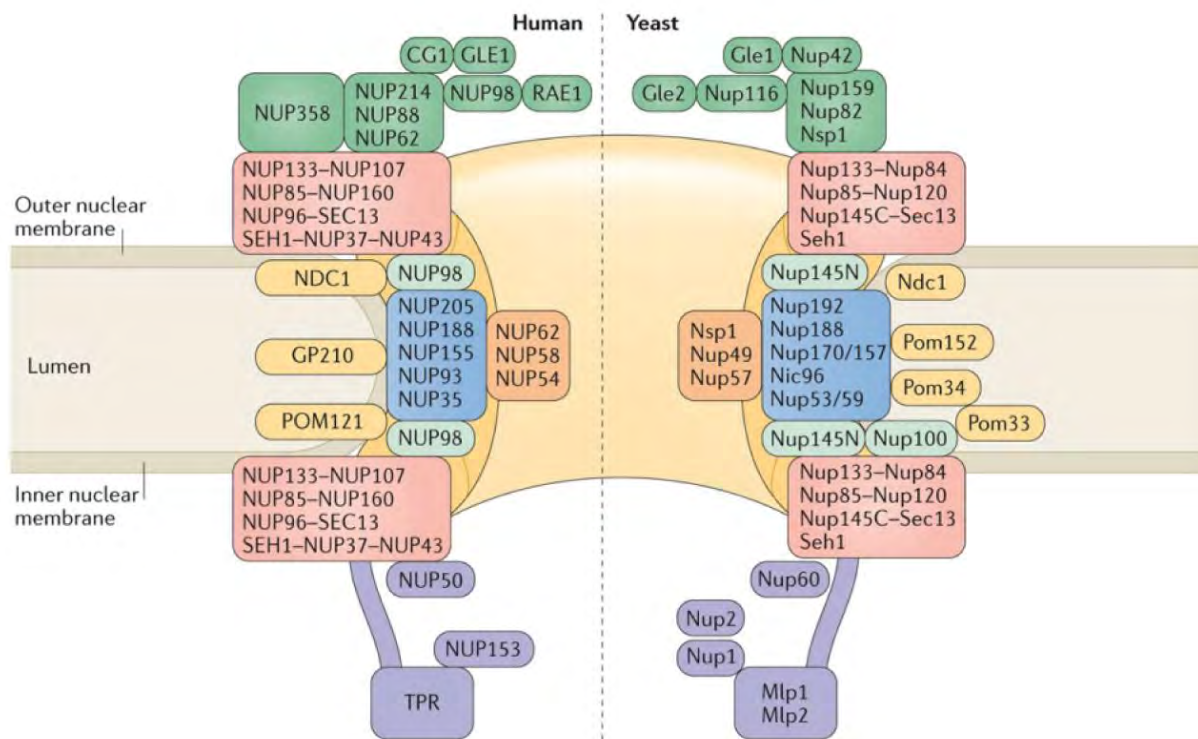 Human
Yeast
CG1
GLE1
NUP358
NUP214
NUP88
NUP62
NUP98
RAE1
NUP133–NUP107
NUP85–NUP160
NUP96–SEC13
SEH1–NUP37–NUP43
Outer nuclear
membrane
NDC1
NUP98
Lumen
GP210
NUP205
NUP188
NUP155
NUP93
NUP35
NUP62
NUP58
NUP54
POM121
NUP98
Inner nuclear
membrane
NUP133–NUP107
NUP85–NUP160
NUP96–SEC13
SEH1–NUP37–NUP43
NUP50
NUP153
TPR
Gle1
Nup42
Gle2
Nup116
Nup159
Nup82
Nsp1
Nup133–Nup84
Nup85–Nup120
Nup145C–Sec13
Seh1
Nup145N
Ndc1
Nsp1
Nup49
Nup57
Nup192
Nup188
Nup170/157
Nic96
Nup53/59
Pom152
Pom34
Pom33
Nup145N
Nup100
Nup133–Nup84
Nup85–Nup120
Nup145C–Sec13
Seh1
Nup60
Nup2
Nup1
Mlp1
Mlp2